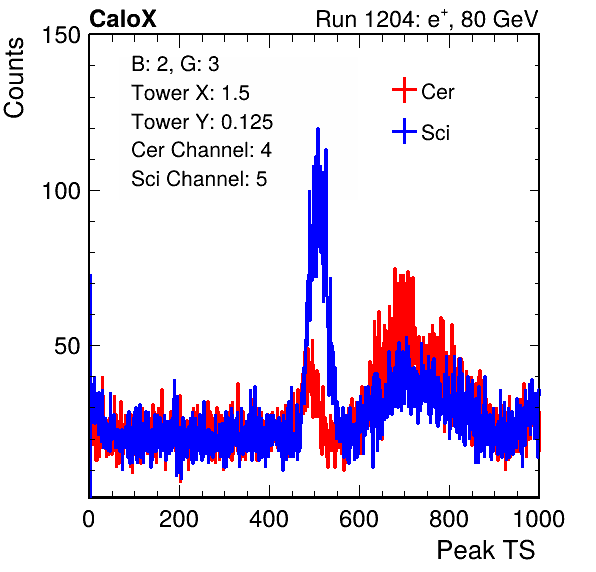 CaloX Run 1204: e⁺, 80 GeV
Counts
150
100
50
B: 2, G: 3
Tower X: 1.5
Tower Y: 0.125
Cer Channel: 4
Sci Channel: 5
Cer
Sci
0 200 400 600 800 1000
Peak TS